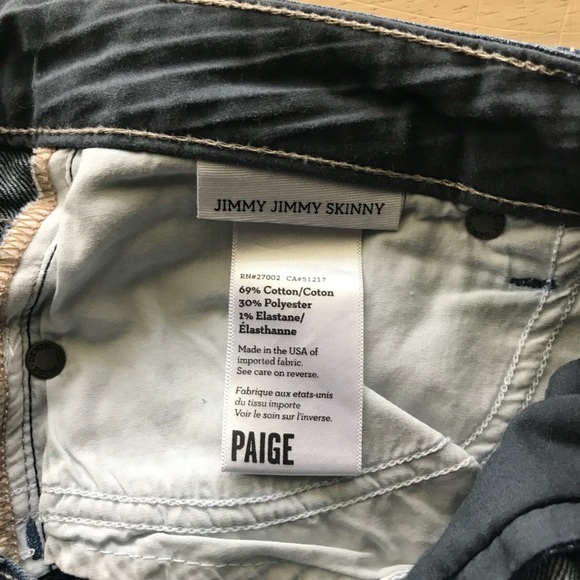 JIMMY JIMMY SKINNY
RN#27002 CA#51217
69% Cotton/Coton
30% Polyester
1% Elastane/
Élasthanne
Made in the USA of
imported fabric.
See care on reverse.
Fabrique aux etats-unis
du tissu importe
Voir le soin sur l'inverse.
PAIGE